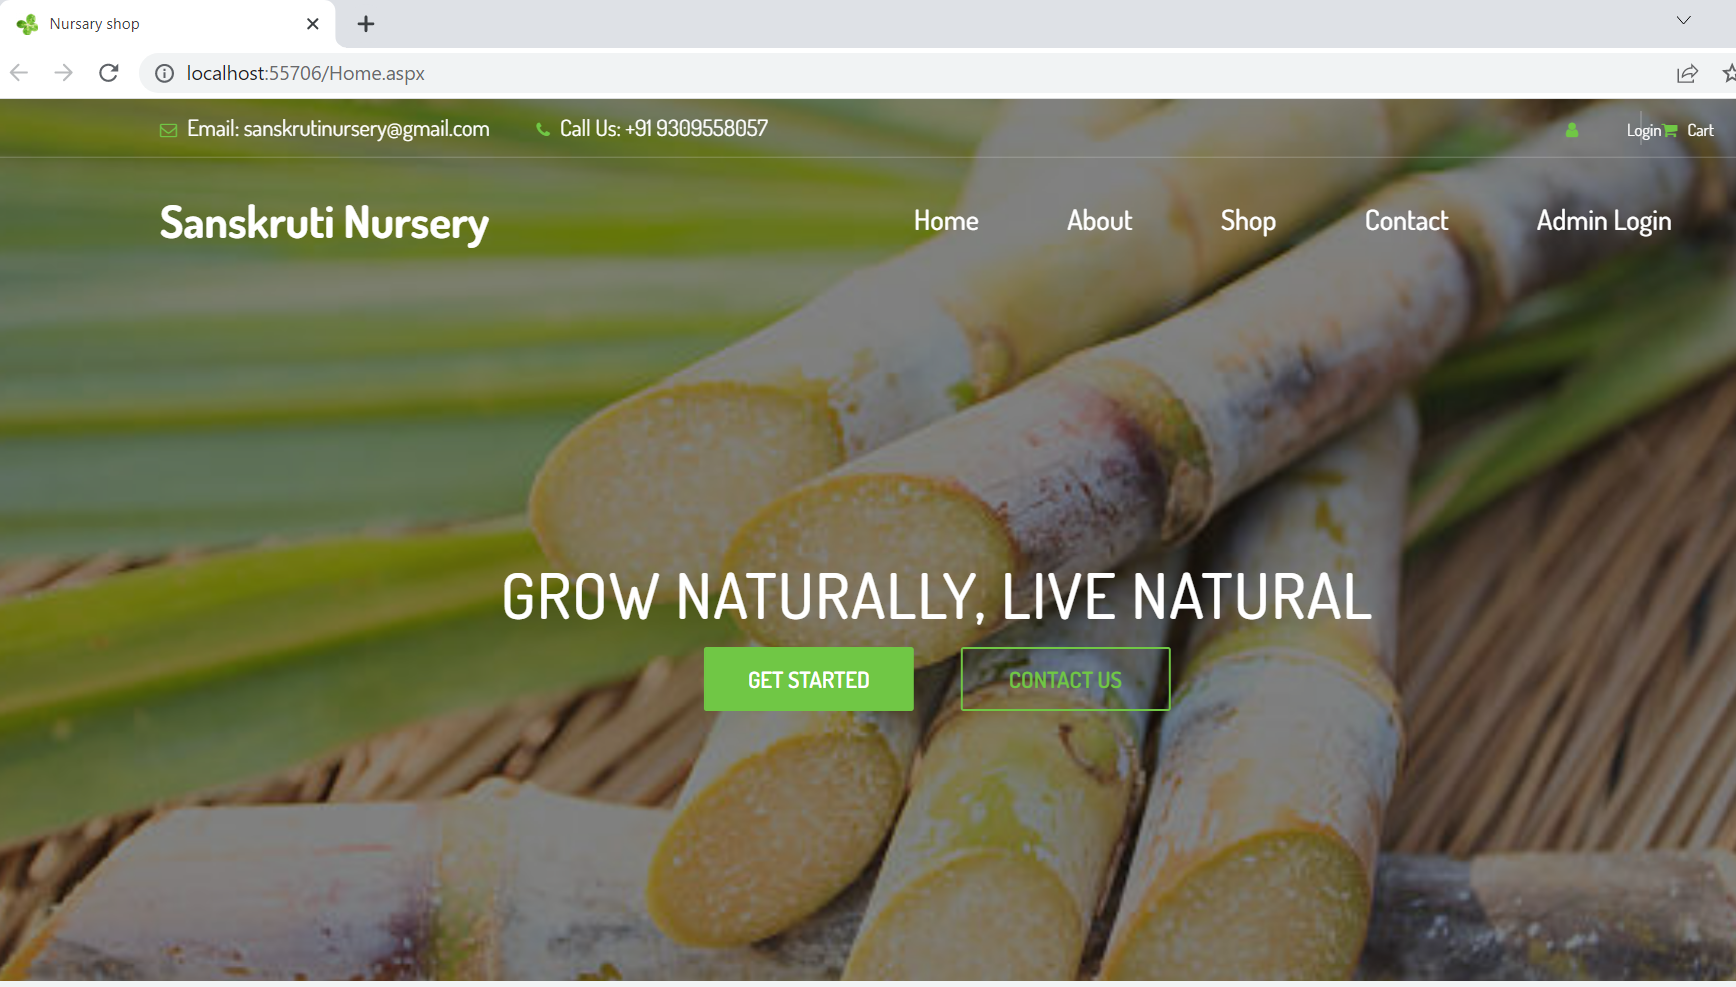 Nursary shop
localhost:55706/Home.aspx
Email: sanskrutinursery@gmail.com Call Us: +91 9309558057 Login Cart
Sanskruti Nursery Home About Shop Contact Admin Login
GROW NATURALLY, LIVE NATURAL
GET STARTED CONTACT US